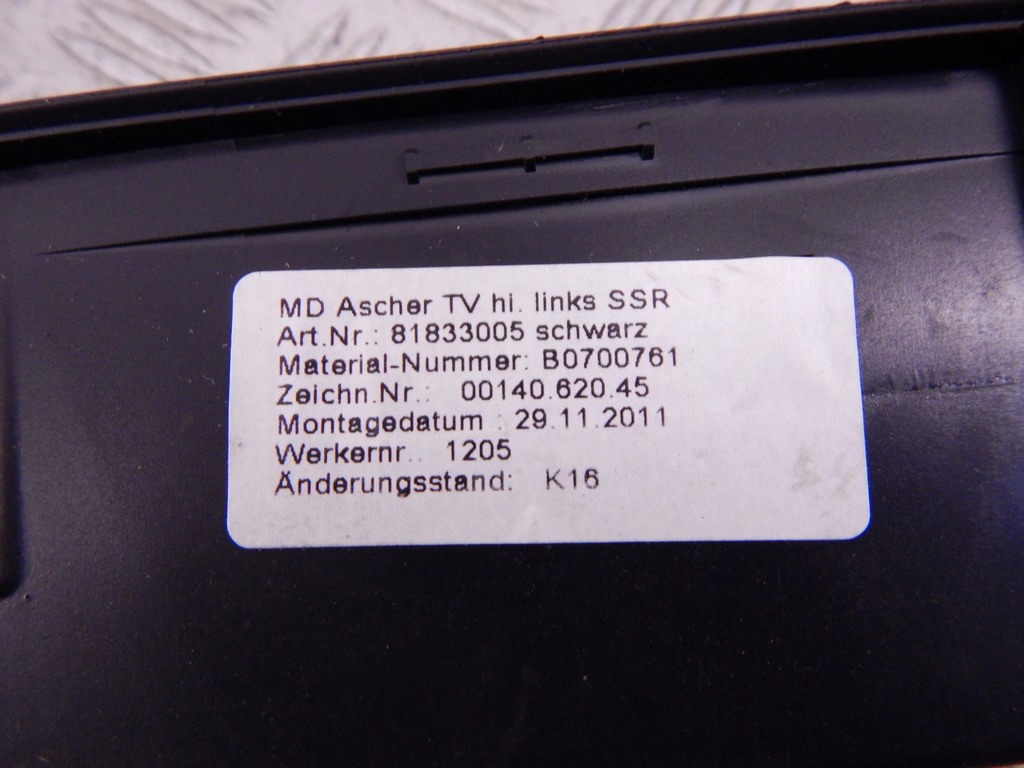 MD Ascher TV hi. links SSR
Art.Nr.: 81833005 schwarz
Material-Nummer: B0700761
Zeichn.Nr.: 00140.620.45
Montagedatum : 29.11.2011
Werkernr.: 1205
Änderungsstand: K16